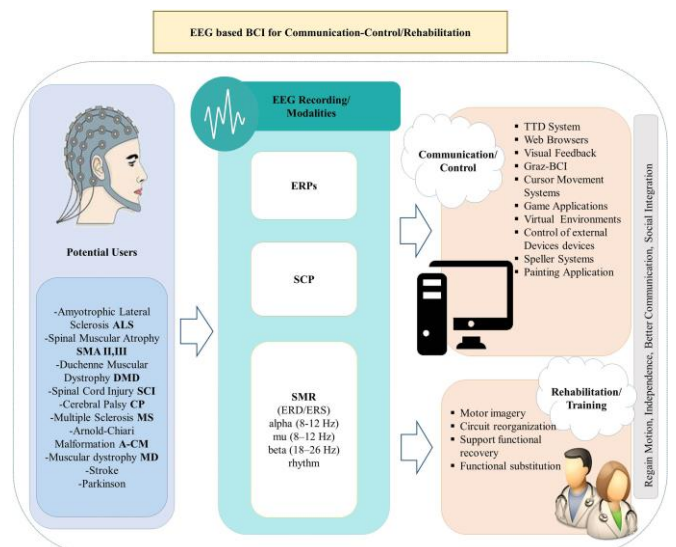 EEG based BCI for Communication-Control/Rehabilitation
Potential Users
-Amyotrophic Lateral
Sclerosis ALS
-Spinal Muscular Atrophy
SMA II,III
-Duchenne Muscular
Dystrophy DMD
-Spinal Cord Injury SCI
-Cerebral Palsy CP
-Multiple Sclerosis MS
-Arnold-Chiari
Malformation A-CM
-Muscular dystrophy MD
-Stroke
-Parkinson
EEG Recording/
Modalities
ERPs
SCP
SMR
(ERD/ERS)
alpha (8-12 Hz)
mu (8–12 Hz)
beta (18–26 Hz)
rhythm
Communication/
Control
▪ TTD System
▪ Web Browsers
▪ Visual Feedback
▪ Graz-BCI
▪ Cursor Movement
Systems
▪ Game Applications
▪ Virtual Environments
▪ Control of external
Devices devices
▪ Speller Systems
▪ Painting Application
Rehabilitation/
Training
▪ Motor imagery
▪ Circuit reorganization
▪ Support functional
recovery
▪ Functional substitution
Regain Motion, Independence, Better Communication, Social Integration